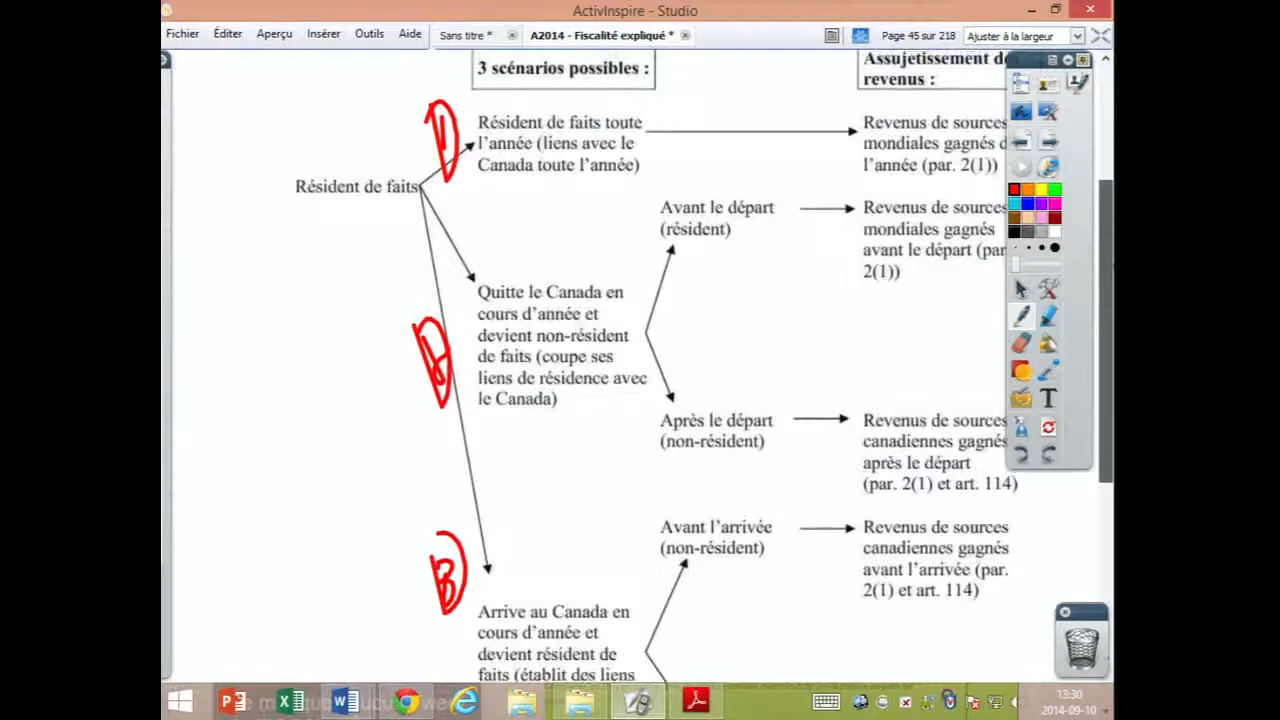 ActivInspire - Studio
Fichier Éditer Aperçu Insérer Outils Aide Sans titre * A2014 - Fiscalité expliqué * Page 45 sur 218 Ajuster à la largeur
3 scénarios possibles :
Assujetissement
revenus :
Résident de faits toute
l'année (liens avec le
Canada toute l'année)
Revenus de sources
mondiales gagnés
l'année (par. 2(1))
Résident de faits
Avant le départ
(résident)
Revenus de sources
mondiales gagnés
avant le départ (par
2(1))
Quitte le Canada en
cours d'année et
devient non-résident
de faits (coupe ses
liens de résidence avec
le Canada)
Après le départ
(non-résident)
Revenus de sources
canadiennes gagnés
après le départ
(par. 2(1) et art. 114)
Avant l'arrivée
(non-résident)
Revenus de sources
canadiennes gagnés
avant l'arrivée (par.
2(1) et art. 114)
Arrive au Canada en
cours d'année et
devient résident de
faits (établit des liens
13:30
2014-09-10